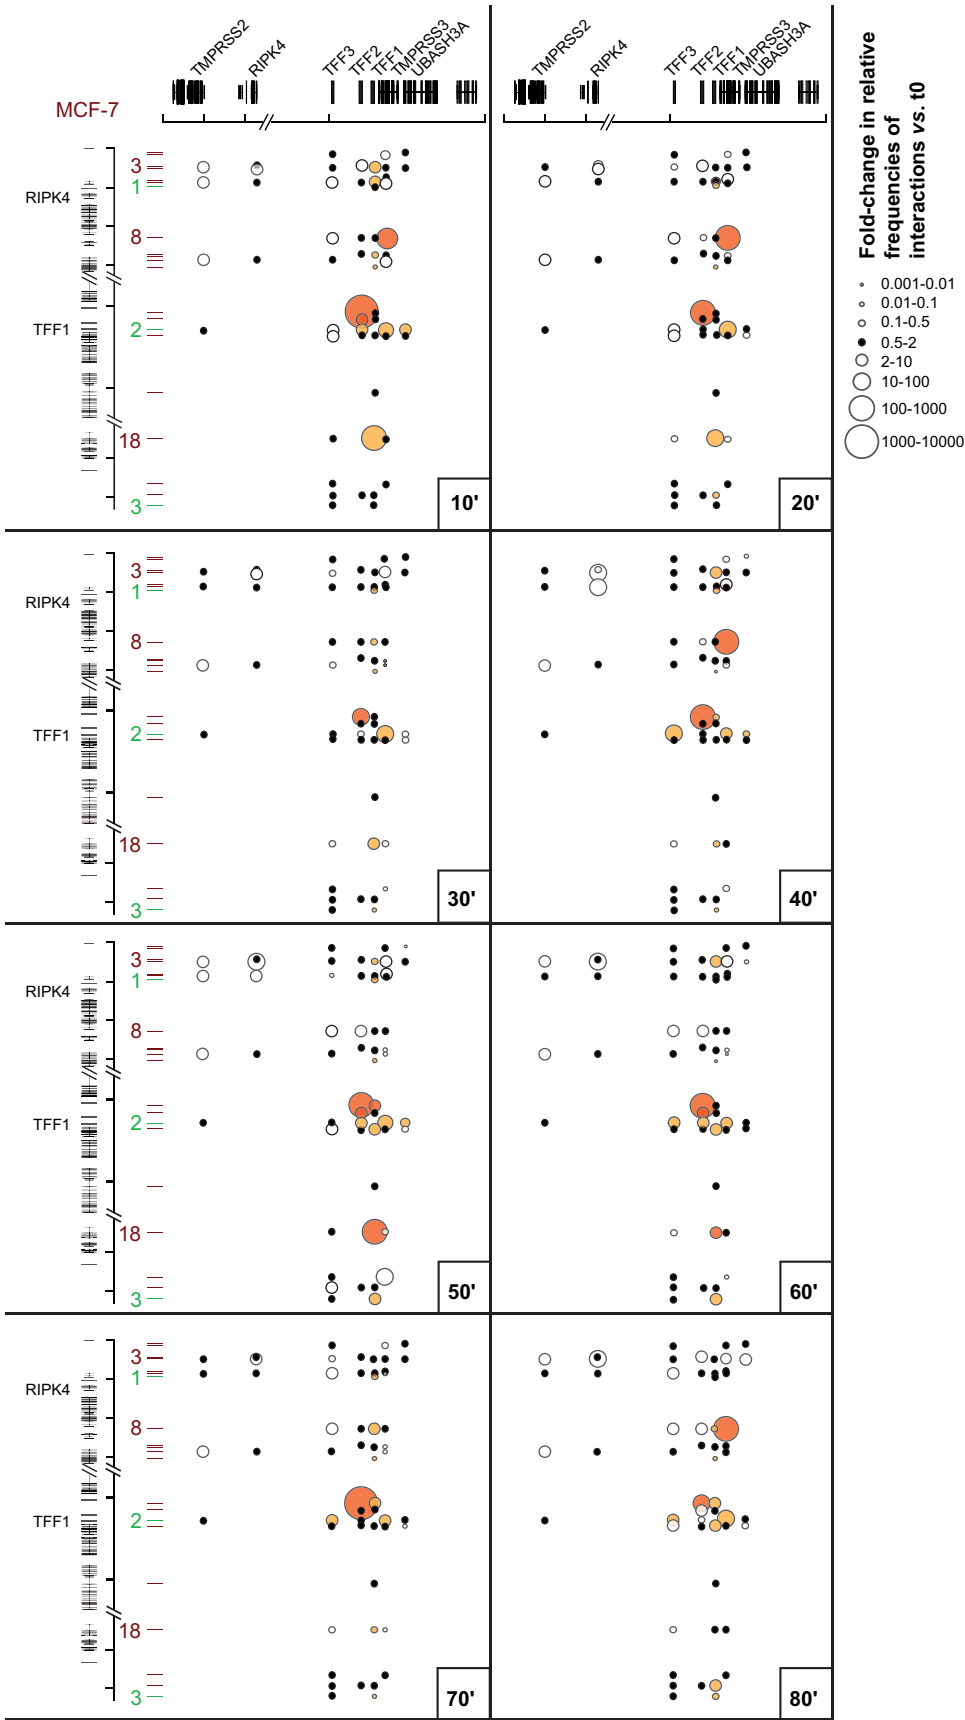 TMPRSS2
RIPK4
TFF3
TFF2
TFF1
TMPRSS3
UBASH3A
TMPRSS2
RIPK4
TFF3
TFF2
TFF1
TMPRSS3
UBASH3A
MCF-7
Fold-change in relative
frequencies of
interactions vs. t0
0.001-0.01
0.01-0.1
0.1-0.5
0.5-2
2-10
10-100
100-1000
1000-10000
3
1
RIPK4
8
TFF1
2
18
3
10'
20'
3
1
RIPK4
8
TFF1
2
18
3
30'
40'
3
1
RIPK4
8
TFF1
2
18
3
50'
60'
3
1
RIPK4
8
TFF1
2
18
3
70'
80'